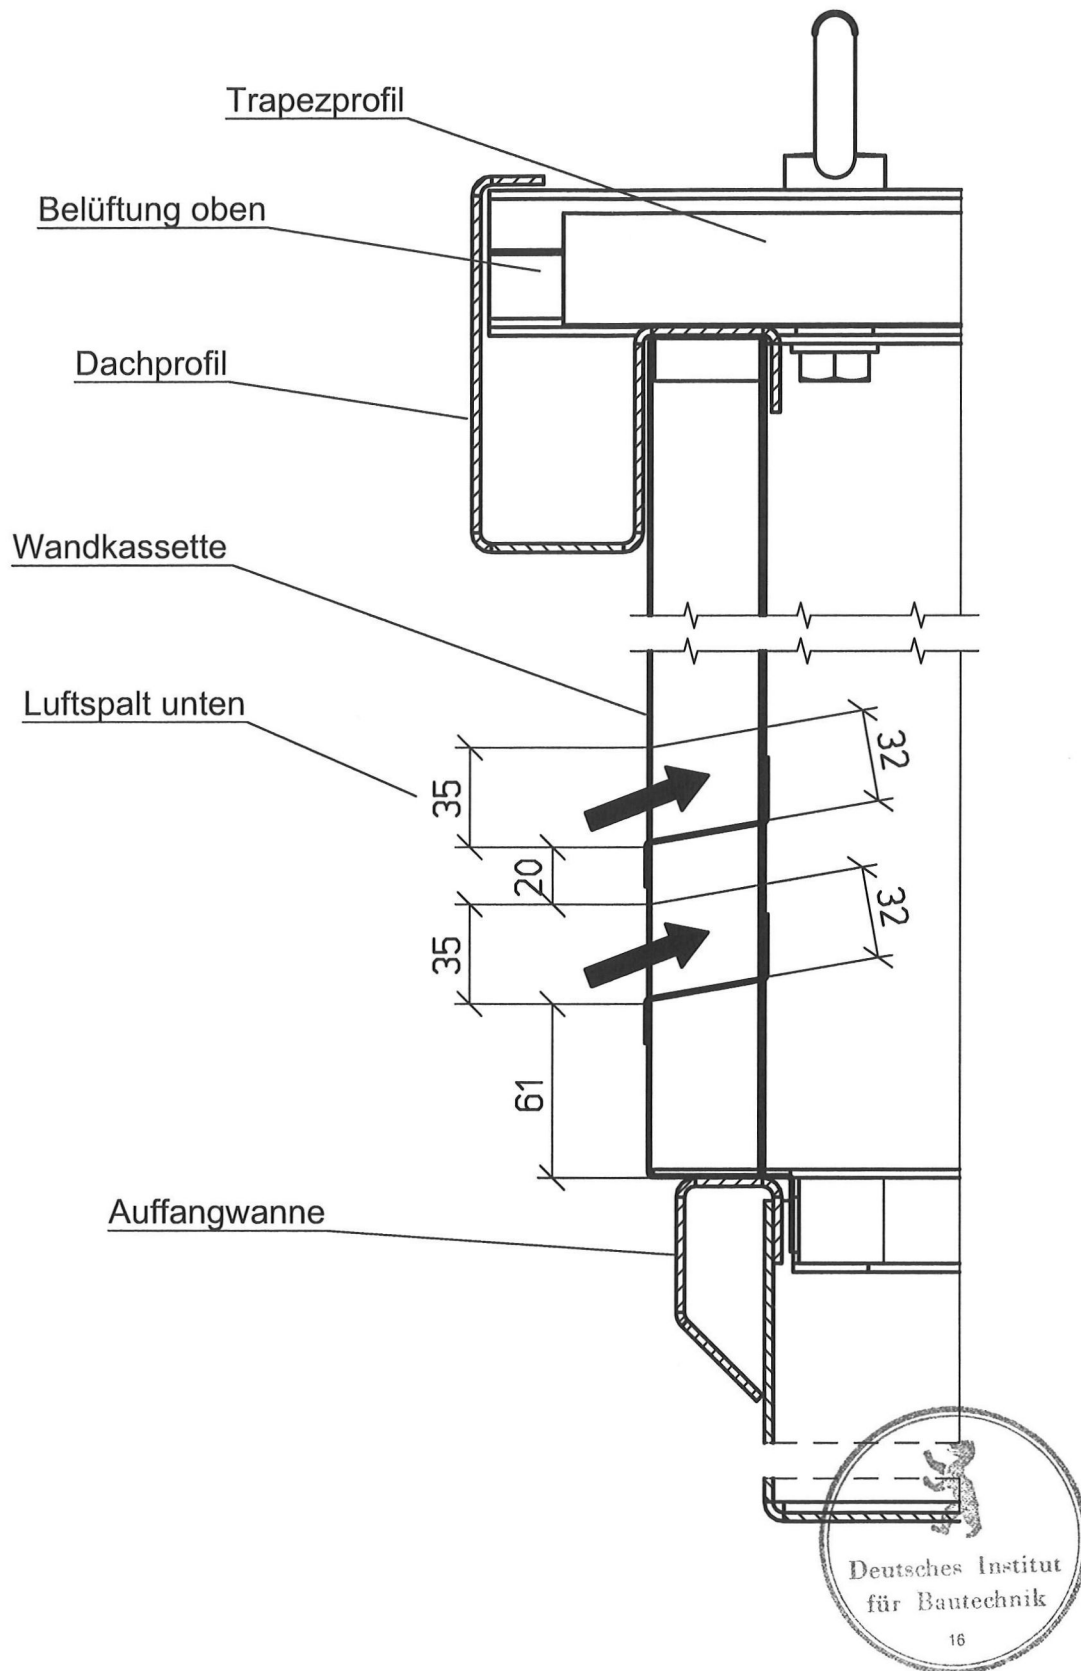 Trapezprofil
Belüftung oben
Dachprofil
Wandkassette
Luftspalt unten
32
35
20
32
35
61
Auffangwanne
Deutsches Institut
für Bautechnik
16